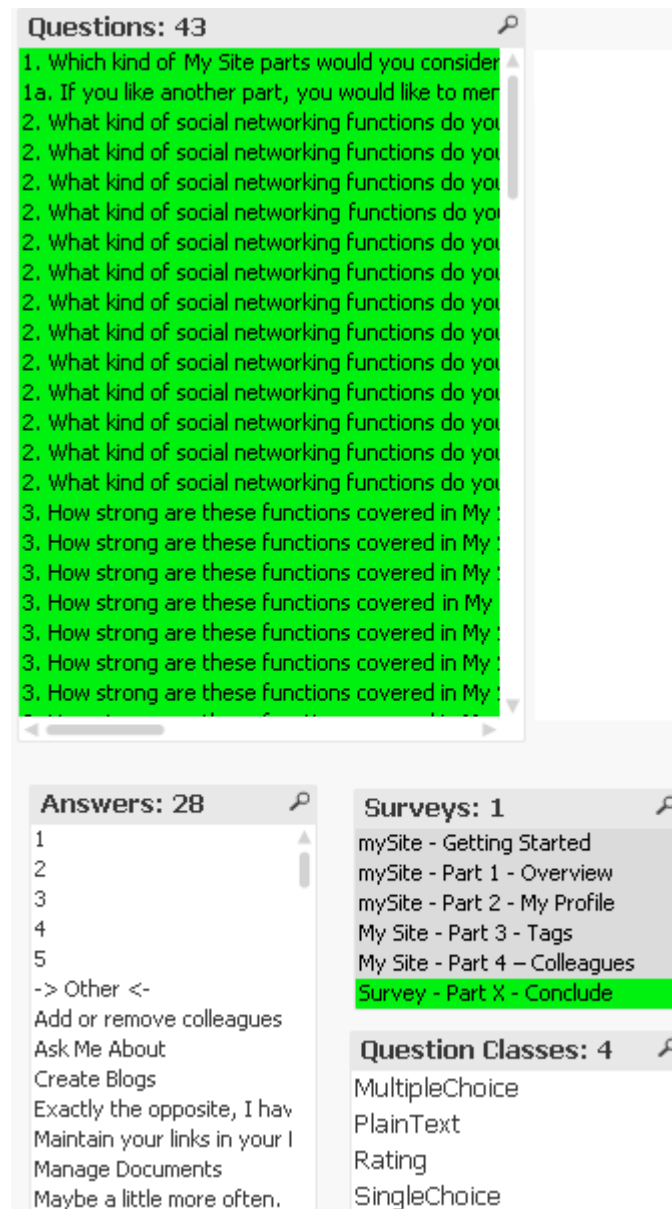 Questions: 43
1. Which kind of My Site parts would you consider
1a. If you like another part, you would like to
2. What kind of social networking functions do you
2. What kind of social networking functions do you
2. What kind of social networking functions do you
2. What kind of social networking functions do you
2. What kind of social networking functions do you
2. What kind of social networking functions do you
2. What kind of social networking functions do you
2. What kind of social networking functions do you
2. What kind of social networking functions do you
2. What kind of social networking functions do you
2. What kind of social networking functions do you
2. What kind of social networking functions do you
2. What kind of social networking functions do you
3. How strong are these functions covered in My
3. How strong are these functions covered in My
3. How strong are these functions covered in My
3. How strong are these functions covered in My
3. How strong are these functions covered in My
3. How strong are these functions covered in My
3. How strong are these functions covered in My
Answers: 28
1
2
3
4
5
-> Other <-
Add or remove colleagues
Ask Me About
Create Blogs
Exactly the opposite, I hav
Maintain your links in your
Manage Documents
Maybe a little more often.
Surveys: 1
mySite - Getting Started
mySite - Part 1 - Overview
mySite - Part 2 - My Profile
My Site - Part 3 - Tags
My Site - Part 4 – Colleagues
Survey - Part X - Conclude
Question Classes: 4
MultipleChoice
PlainText
Rating
SingleChoice